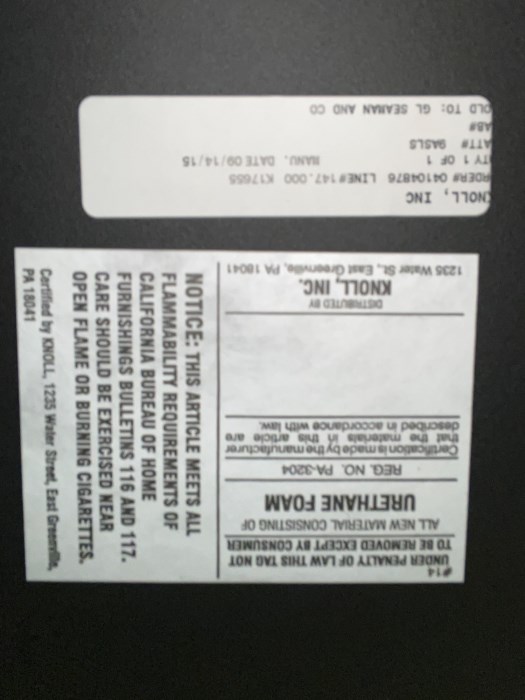 #14
UNDER PENALTY OF LAW THIS TAG NOT
TO BE REMOVED EXCEPT BY CONSUMER
ALL NEW MATERIAL CONSISTING OF
URETHANE FOAM
REG. NO. PA-3204
Certification is made by the manufacturer
that the materials in this article are
described in accordance with law.
DISTRIBUTED BY
KNOLL, INC.
1235 Water St., East Greenville, PA 18041
NOTICE: THIS ARTICLE MEETS ALL
FLAMMABILITY REQUIREMENTS OF
CALIFORNIA BUREAU OF HOME
FURNISHINGS BULLETINS 116 AND 117.
CARE SHOULD BE EXERCISED NEAR
OPEN FLAME OR BURNING CIGARETTES.
Certified by KNOLL, 1235 Water Street, East Greenville,
PA 18041
KNOLL, INC
RDER# 04104876 LINE#147.000 K17655
TY 1 OF 1 MANU. DATE 09/14/15
ATT# 9ASLS
AB#
OLD TO: GL SEAMAN AND CO